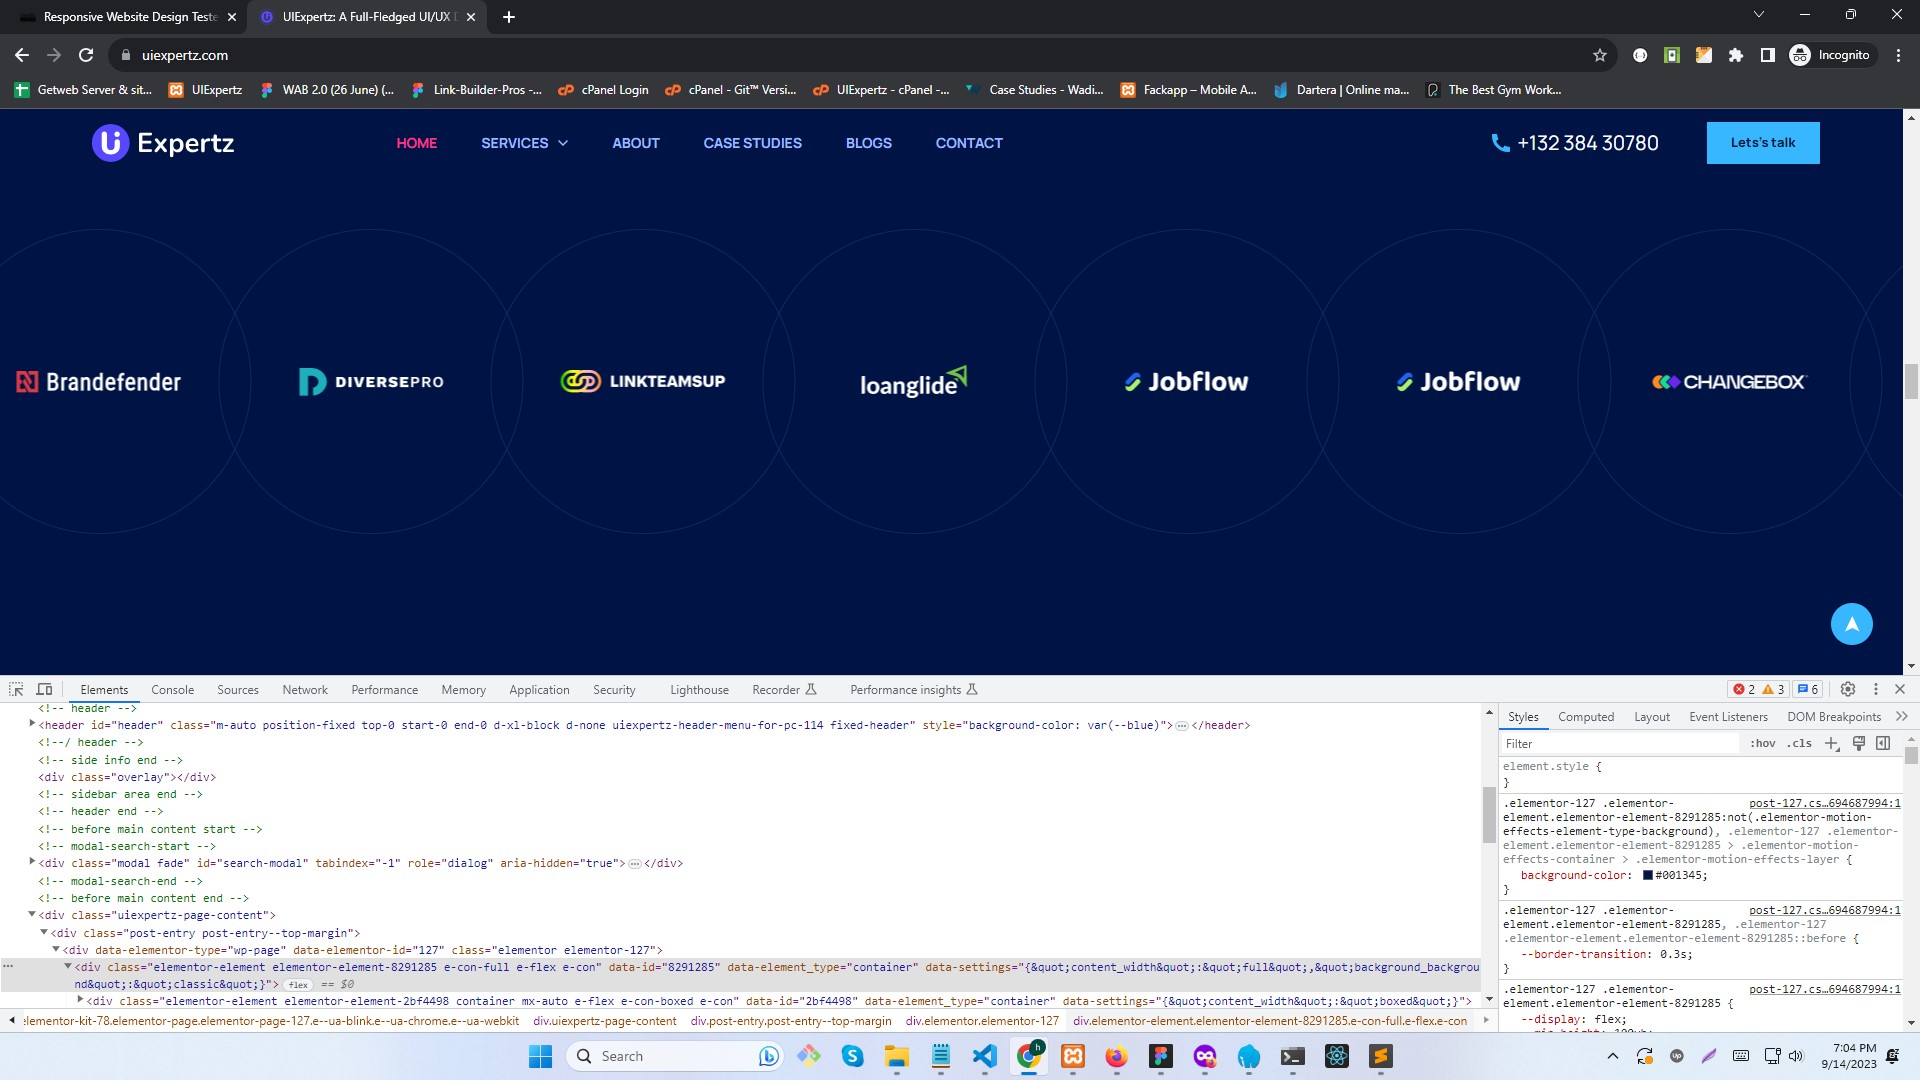 Responsive Website Design Teste
UIExpertz: A Full-Fledged UI/UX D
uiexpertz.com
Incognito
Getweb Server & sit...
UIExpertz
WAB 2.0 (26 June) (...
Link-Builder-Pros -...
cPanel Login
cPanel - Git™ Versi...
UIExpertz - cPanel -...
Case Studies - Wadi...
Fackapp – Mobile A...
Dartera | Online ma...
The Best Gym Work...
Ui Expertz
HOME
SERVICES
ABOUT
CASE STUDIES
BLOGS
CONTACT
+132 384 30780
Lets's talk
Brandefender
DIVERSEPRO
LINKTEAMSUP
loanglide
Jobflow
Jobflow
CHANGEBOX
Elements
Console
Sources
Network
Performance
Memory
Application
Security
Lighthouse
Recorder
Performance insights
2
3
6
<!-- header -->
<header id="header" class="m-auto position-fixed top-0 start-0 end-0 d-xl-block d-none uiexpertz-header-menu-for-pc-114 fixed-header" style="background-color: var(--blue)">…</header>
<!--/ header -->
<!-- side info end -->
<div class="overlay"></div>
<!-- sidebar area end -->
<!-- header end -->
<!-- before main content start -->
<!-- modal-search-start -->
<div class="modal fade" id="search-modal" tabindex="-1" role="dialog" aria-hidden="true">…</div>
<!-- modal-search-end -->
<!-- before main content end -->
<div class="uiexpertz-page-content">
<div class="post-entry post-entry--top-margin">
<div data-elementor-type="wp-page" data-elementor-id="127" class="elementor elementor-127">
<div class="elementor-element elementor-element-8291285 e-con-full e-flex e-con" data-id="8291285" data-element_type="container" data-settings="{&quot;content_width&quot;:&quot;full&quot;,&quot;background_backgrou
nd&quot;:&quot;classic&quot;}"> flex == $0
<div class="elementor-element elementor-element-2bf4498 container mx-auto e-flex e-con-boxed e-con" data-id="2bf4498" data-element_type="container" data-settings="{&quot;content_width&quot;:&quot;boxed&quot;}">
elementor-kit-78.elementor-page.elementor-page-127.e--ua-blink.e--ua-chrome.e--ua-webkit
div.uiexpertz-page-content
div.post-entry.post-entry--top-margin
div.elementor.elementor-127
div.elementor-element.elementor-element-8291285.e-con-full.e-flex.e-con
Styles
Computed
Layout
Event Listeners
DOM Breakpoints
Filter
:hov
.cls
element.style {
}
.elementor-127 .elementor- post-127.cs…694687994:1
element.elementor-element-8291285:not(.elementor-motion-
effects-element-type-background), .elementor-127 .elementor-
element.elementor-element-8291285 > .elementor-motion-
effects-container > .elementor-motion-effects-layer {
background-color: #001345;
}
.elementor-127 .elementor- post-127.cs…694687994:1
element.elementor-element-8291285, .elementor-127
.elementor-element.elementor-element-8291285::before {
--border-transition: 0.3s;
}
.elementor-127 .elementor- post-127.cs…694687994:1
element.elementor-element-8291285 {
--display: flex;
Search
7:04 PM
9/14/2023